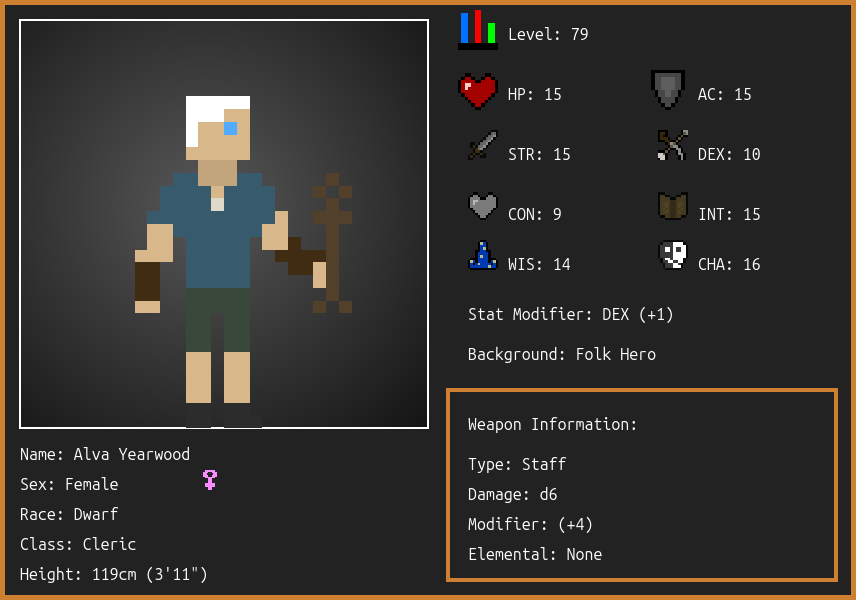 Level: 79
HP: 15
AC: 15
STR: 15
DEX: 10
CON: 9
INT: 15
WIS: 14
CHA: 16
Stat Modifier: DEX (+1)
Background: Folk Hero
Weapon Information:
Type: Staff
Damage: d6
Modifier: (+4)
Elemental: None
Name: Alva Yearwood
Sex: Female
Race: Dwarf
Class: Cleric
Height: 119cm (3'11")